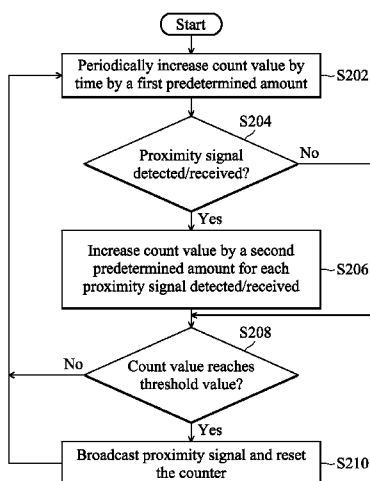 Start
Periodically increase count value by
time by a first predetermined amount
S202
S204
Proximity signal
detected/received?
No
Yes
Increase count value by a second
predetermined amount for each
proximity signal detected/received
S206
S208
No
Count value reaches
threshold value?
Yes
Broadcast proximity signal and reset
the counter
S210